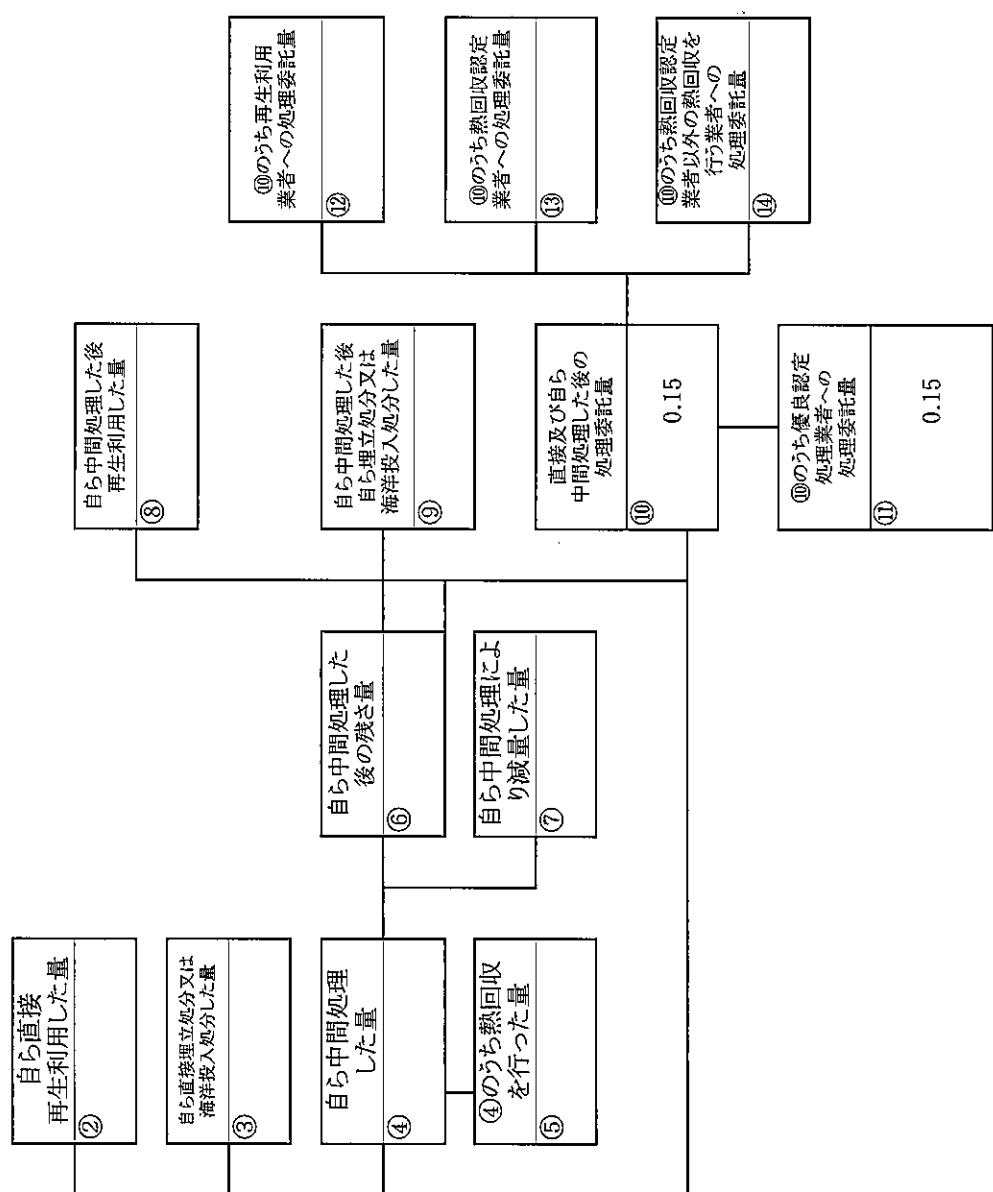 自ら直接
再生利用した量
②
自ら直接埋立処分又は
海洋投入処分した量
③
自ら中間処理
した量
④
④のうち熱回収
を行った量
⑤
自ら中間処理した
後の残さ量
⑥
自ら中間処理によ
り減量した量
⑦
自ら中間処理した後
再生利用した量
⑧
自ら中間処理した後
自ら埋立処分又は
海洋投入処分した量
⑨
直接及び自ら
中間処理した後の
処理委託量
⑩
0.15
⑩のうち優良認定
処理業者への
処理委託量
⑪
0.15
⑩のうち再生利用
業者への処理委託量
⑫
⑩のうち熱回収認定
業者への処理委託量
⑬
⑩のうち熱回収認定
業者以外の熱回収を
行う業者への
処理委託量
⑭